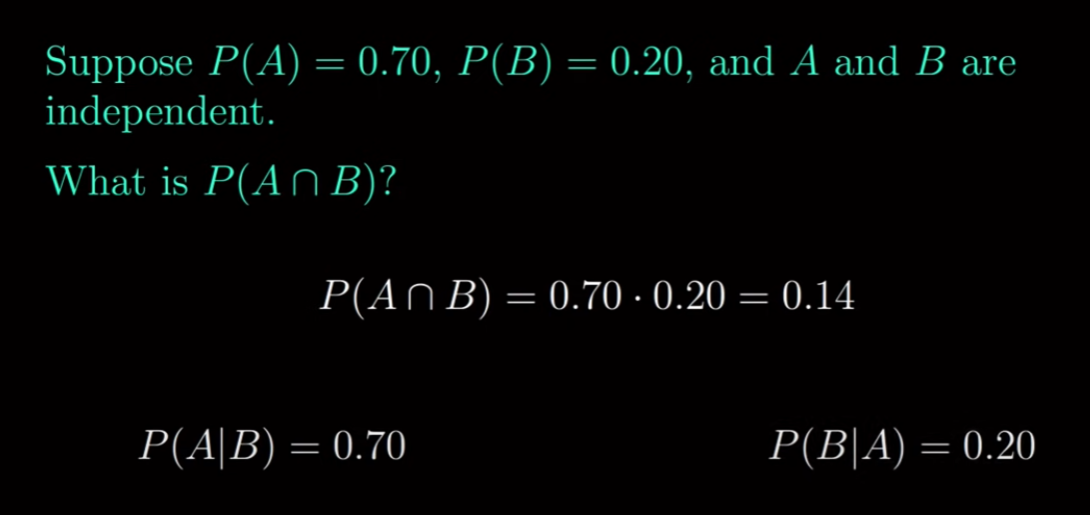 Suppose P(A) = 0.70, P(B) = 0.20, and A and B are
independent.
What is P(A ∩ B)?
P(A ∩ B) = 0.70 · 0.20 = 0.14
P(A|B) = 0.70
P(B|A) = 0.20